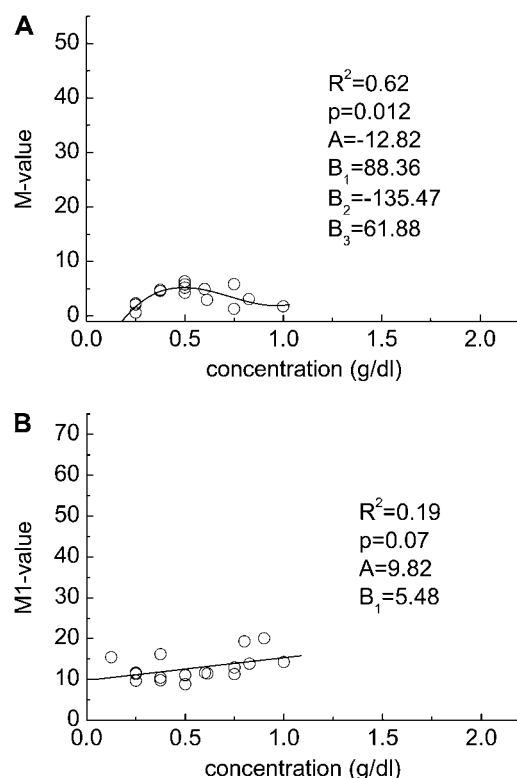 A
50
40
30
20
10
0
M-value
R²=0.62
p=0.012
A=-12.82
B₁=88.36
B₂=-135.47
B₃=61.88
0.0 0.5 1.0 1.5 2.0
concentration (g/dl)
B
70
60
50
40
30
20
10
0
M1-value
R²=0.19
p=0.07
A=9.82
B₁=5.48
0.0 0.5 1.0 1.5 2.0
concentration (g/dl)